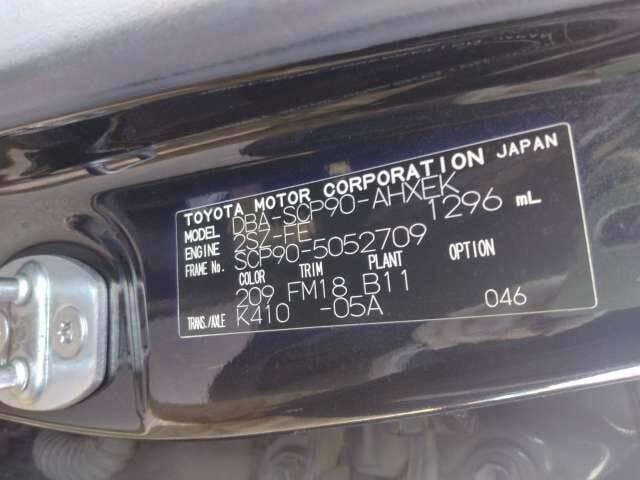 TOYOTA MOTOR CORPORATION JAPAN
MODEL DBA-SCP90-AHXEK
ENGINE 2SZ-FE 1296 mL
FRAME No. SCP90-5052709
COLOR TRIM PLANT OPTION
209 FM18 B11
TRANS./AXLE K410 -05A 046